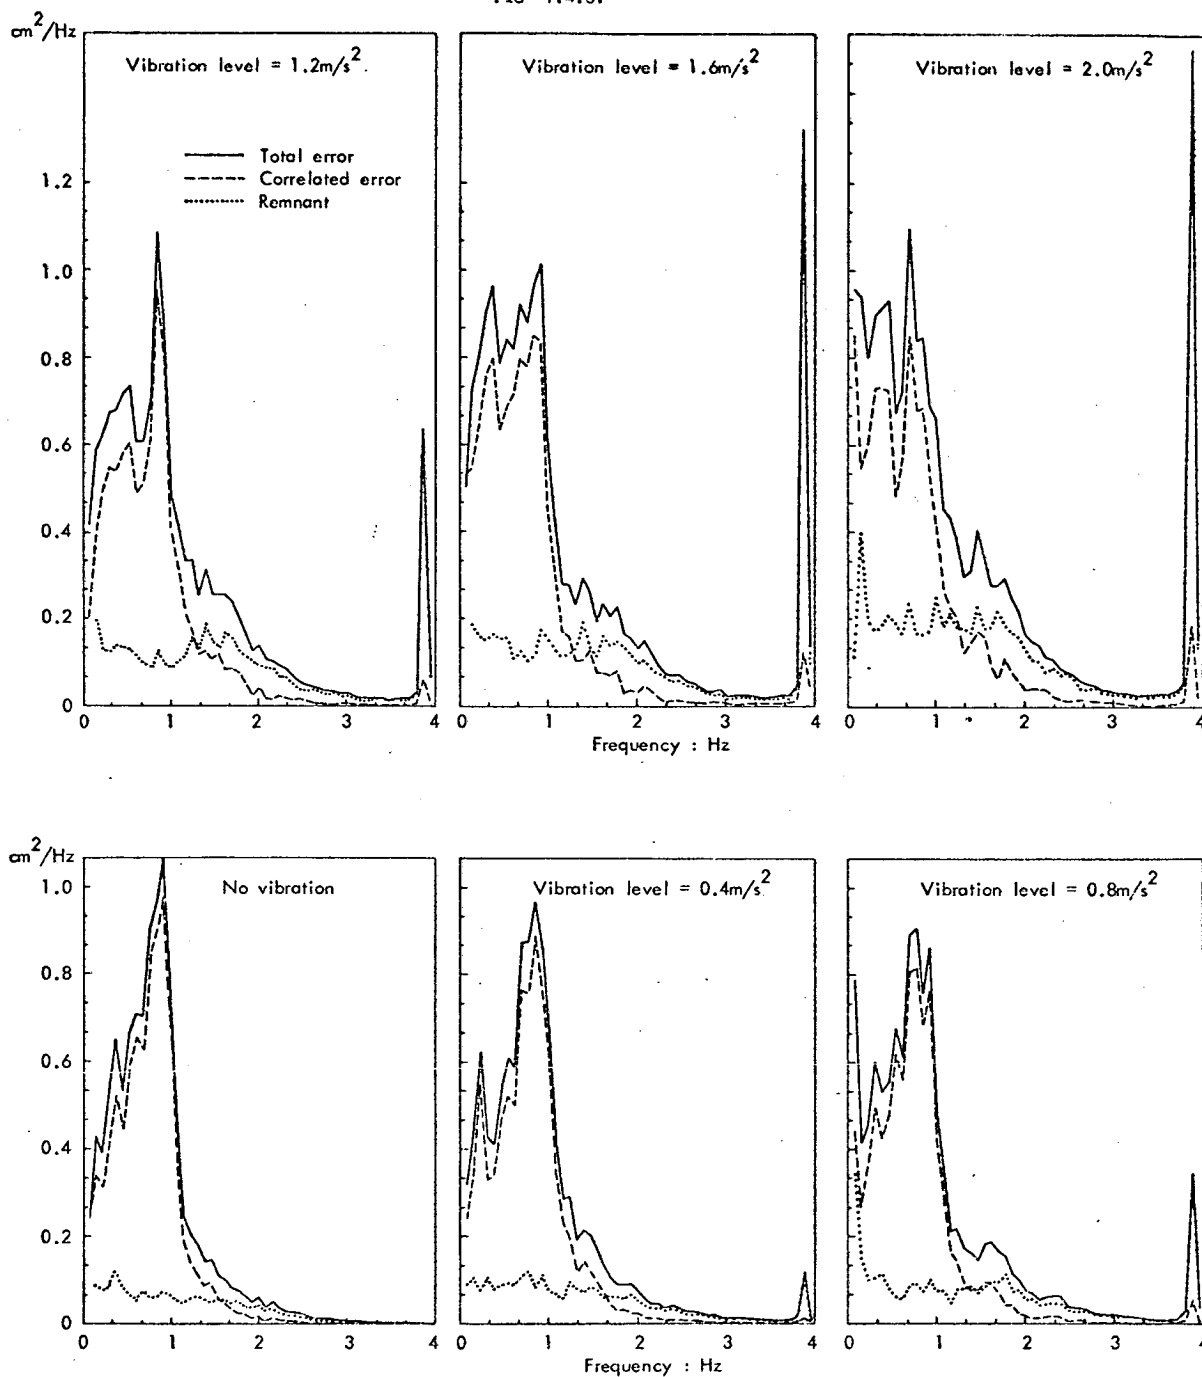 cm²/Hz
Vibration level = 1.2m/s²
Vibration level = 1.6m/s²
Vibration level = 2.0m/s²
Total error
Correlated error
Remnant
1.2
1.0
0.8
0.6
0.4
0.2
0
0 1 2 3 4
0 1 2 3 4
0 1 2 3 4
Frequency : Hz
cm²/Hz
No vibration
Vibration level = 0.4m/s²
Vibration level = 0.8m/s²
1.0
0.8
0.6
0.4
0.2
0
0 1 2 3 4
0 1 2 3 4
0 1 2 3 4
Frequency : Hz